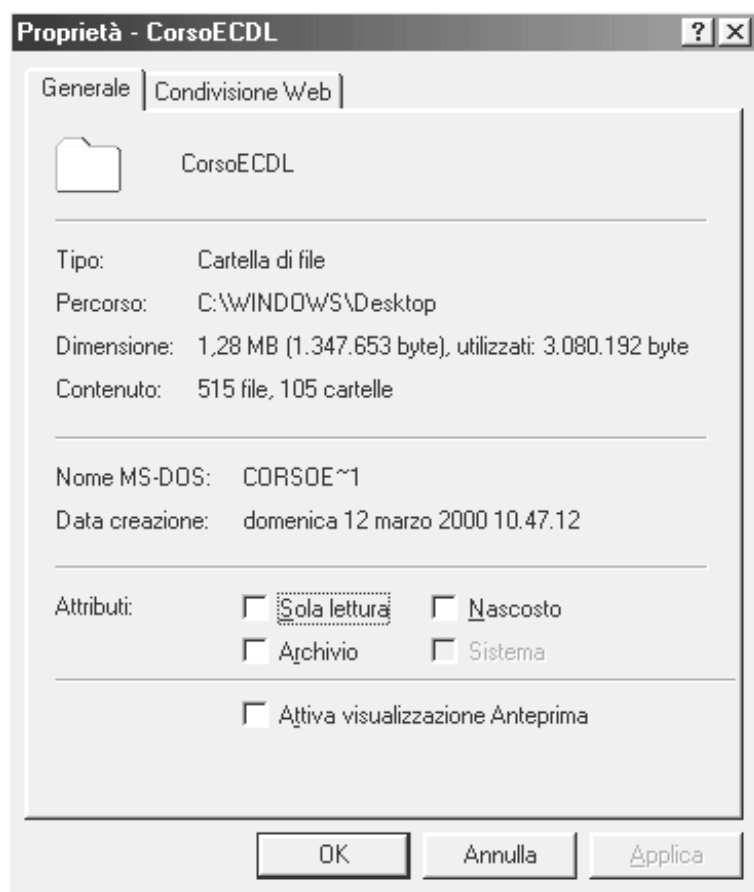 Proprietà - CorsoECDL
Generale Condivisione Web
CorsoECDL
Tipo: Cartella di file
Percorso: C:\WINDOWS\Desktop
Dimensione: 1,28 MB (1.347.653 byte), utilizzati: 3.080.192 byte
Contenuto: 515 file, 105 cartelle
Nome MS-DOS: CORSOE~1
Data creazione: domenica 12 marzo 2000 10.47.12
Attributi: Sola lettura Nascosto
Archivio Sistema
Attiva visualizzazione Anteprima
OK Annulla Applica